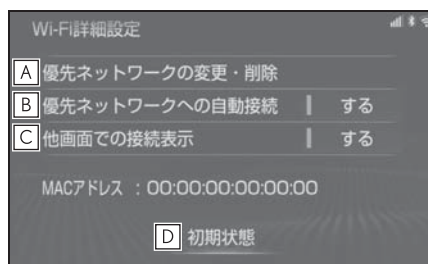 Wi-Fi詳細設定
A 優先ネットワークの変更・削除
B 優先ネットワークへの自動接続 する
C 他画面での接続表示 する
MACアドレス ：00:00:00:00:00:00
D 初期状態